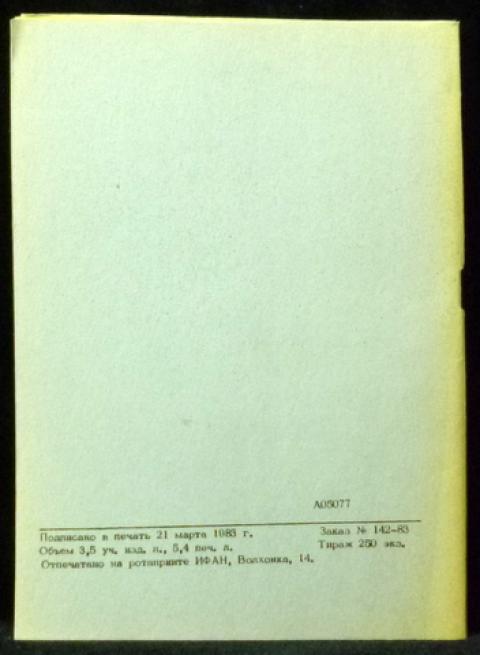 А05077
Подписано в печать 21 марта 1983 г. Заказ № 142-83
Объем 3,5 уч. изд. л., 5,4 печ. л. Тираж 250 экз.
Отпечатано на ротапринте ИФАН, Волхонка, 14.